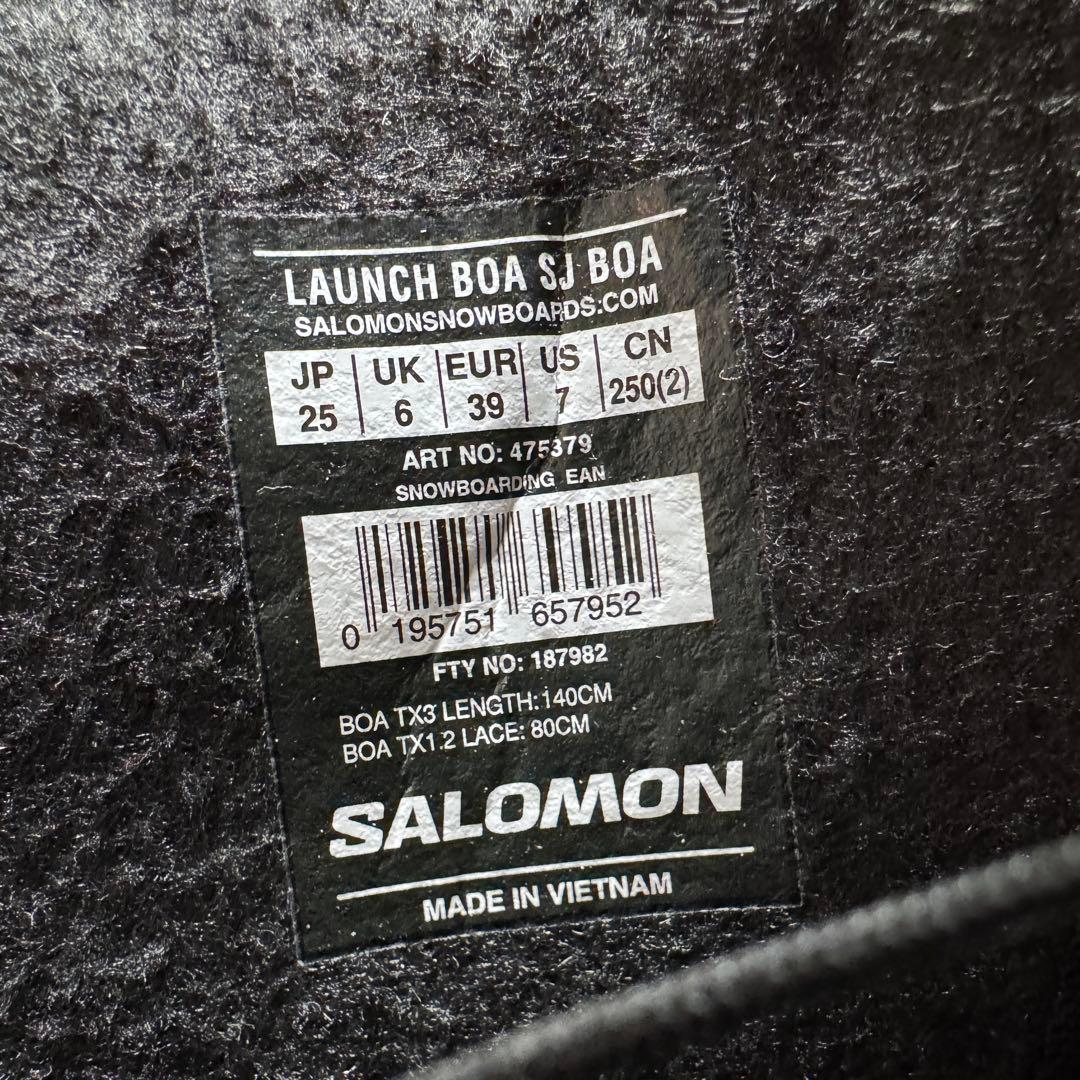 LAUNCH BOA SJ BOA
SALOMONSNOWBOARDS.COM
JP UK EUR US CN
25 6 39 7 250(2)
ART NO: 475379
SNOWBOARDING EAN
0 195751 657952
FTY NO: 187982
BOA TX3 LENGTH:140CM
BOA TX1.2 LACE: 80CM
SALOMON
MADE IN VIETNAM